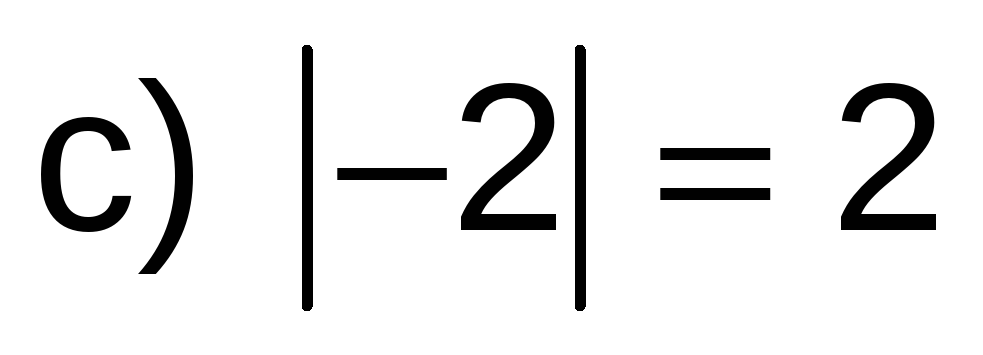 c) |−2| = 2